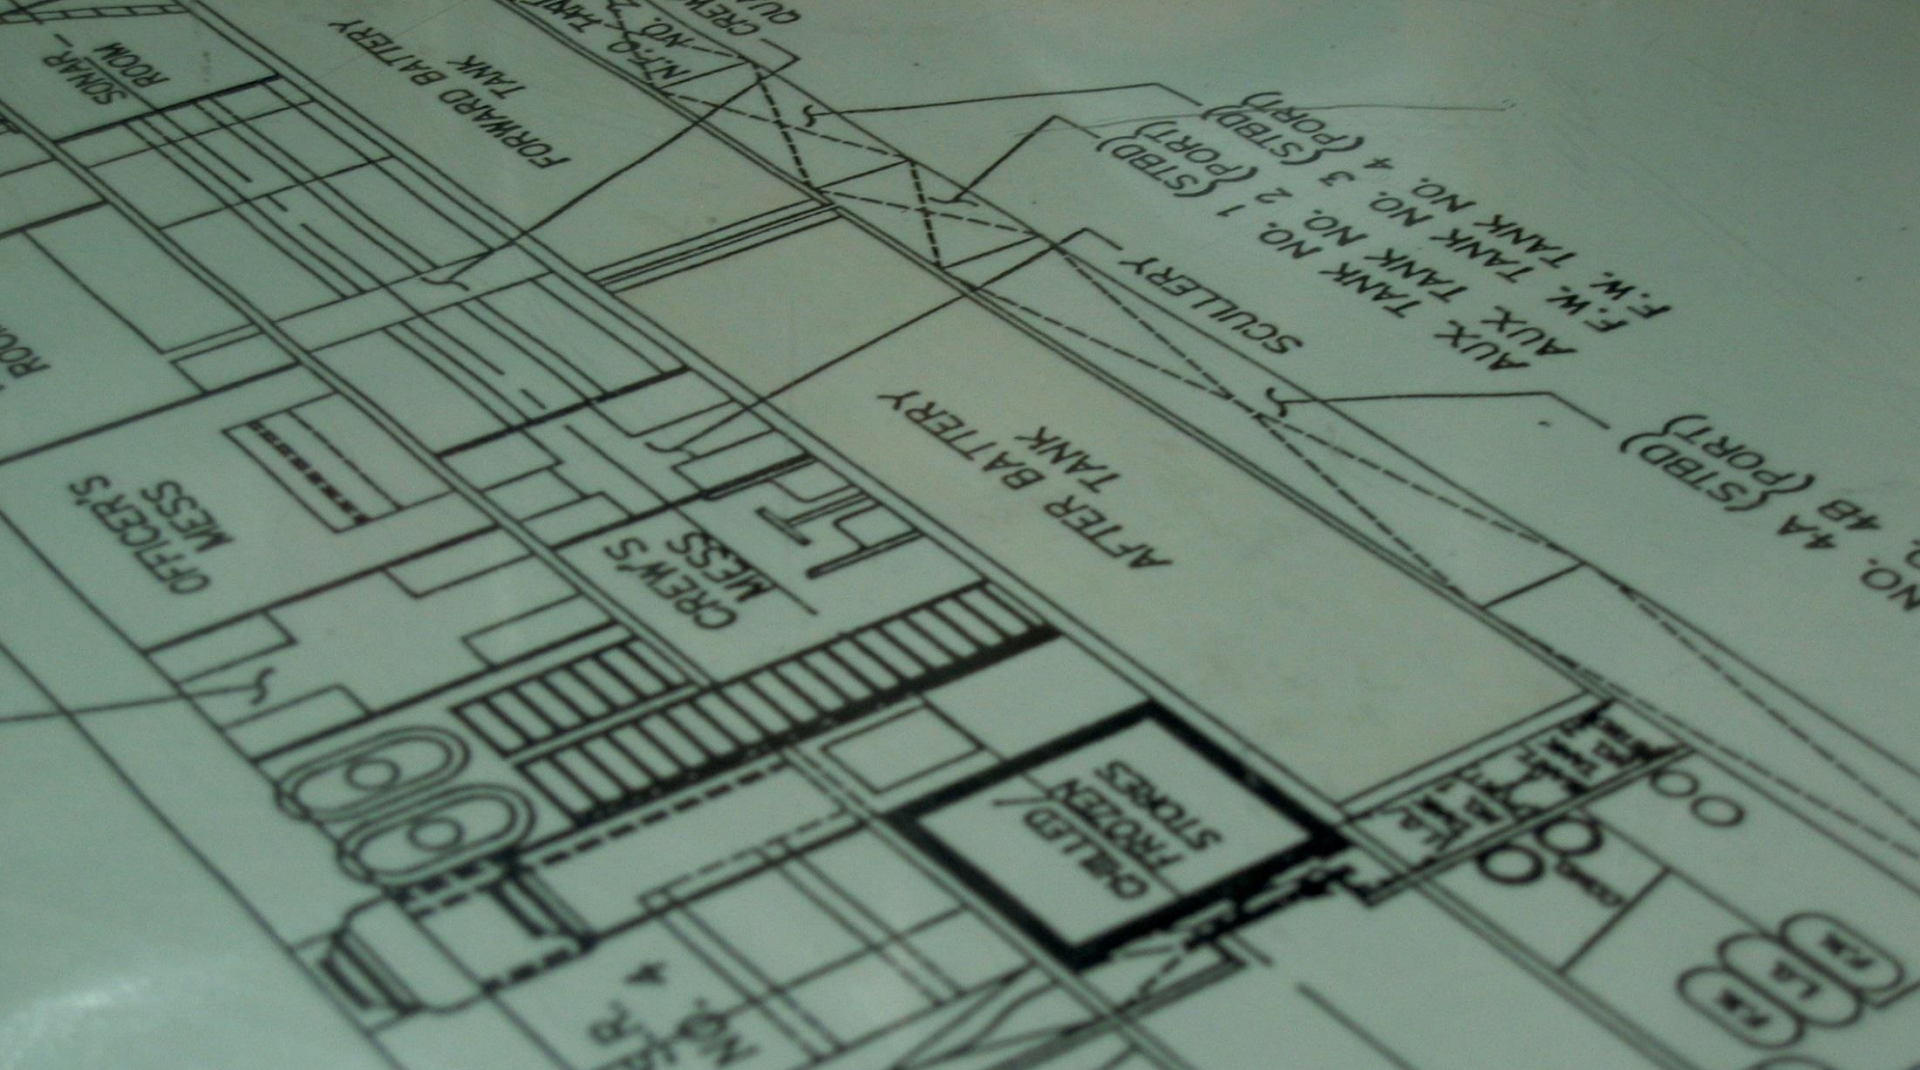 SONAR
ROOM
FORWARD BATTERY
TANK
N.F.O. TANK
NO. 2
CREW
QUA
AUX. TANK NO. 1 (STBD)
AUX. TANK NO. 2 (PORT)
F.W. TANK NO. 3 (STBD)
F.W. TANK NO. 4 (PORT)
SCULLERY
AFTER BATTERY
TANK
NO. 4A (STBD)
4B (PORT)
OFFICER'S
MESS
CREW'S
MESS
CHILLED/
FROZEN
STORES
NO. 4